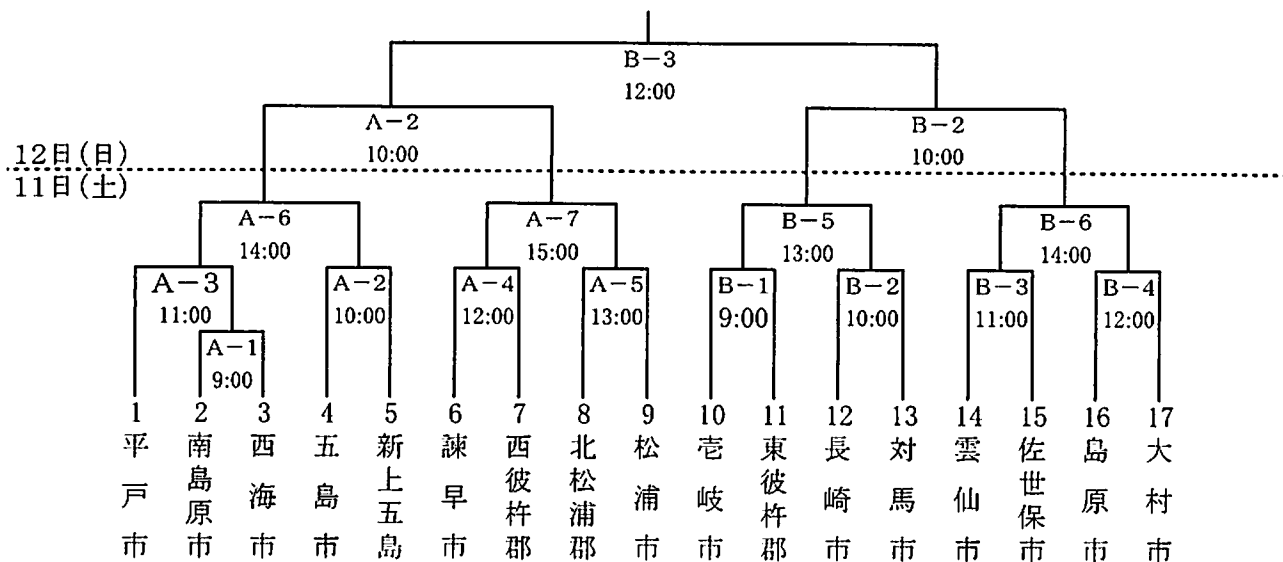 B-3
12:00
A-2
10:00
B-2
10:00
12日(日)
11日(土)
A-6
14:00
A-7
15:00
B-5
13:00
B-6
14:00
A-3
11:00
A-2
10:00
A-4
12:00
A-5
13:00
B-1
9:00
B-2
10:00
B-3
11:00
B-4
12:00
A-1
9:00
1
平戸市
2
南島原市
3
西海市
4
五島市
5
新上五島
6
諫早市
7
西彼杵郡
8
北松浦郡
9
松浦市
10
壱岐市
11
東彼杵郡
12
長崎市
13
対馬市
14
雲仙市
15
佐世保市
16
島原市
17
大村市